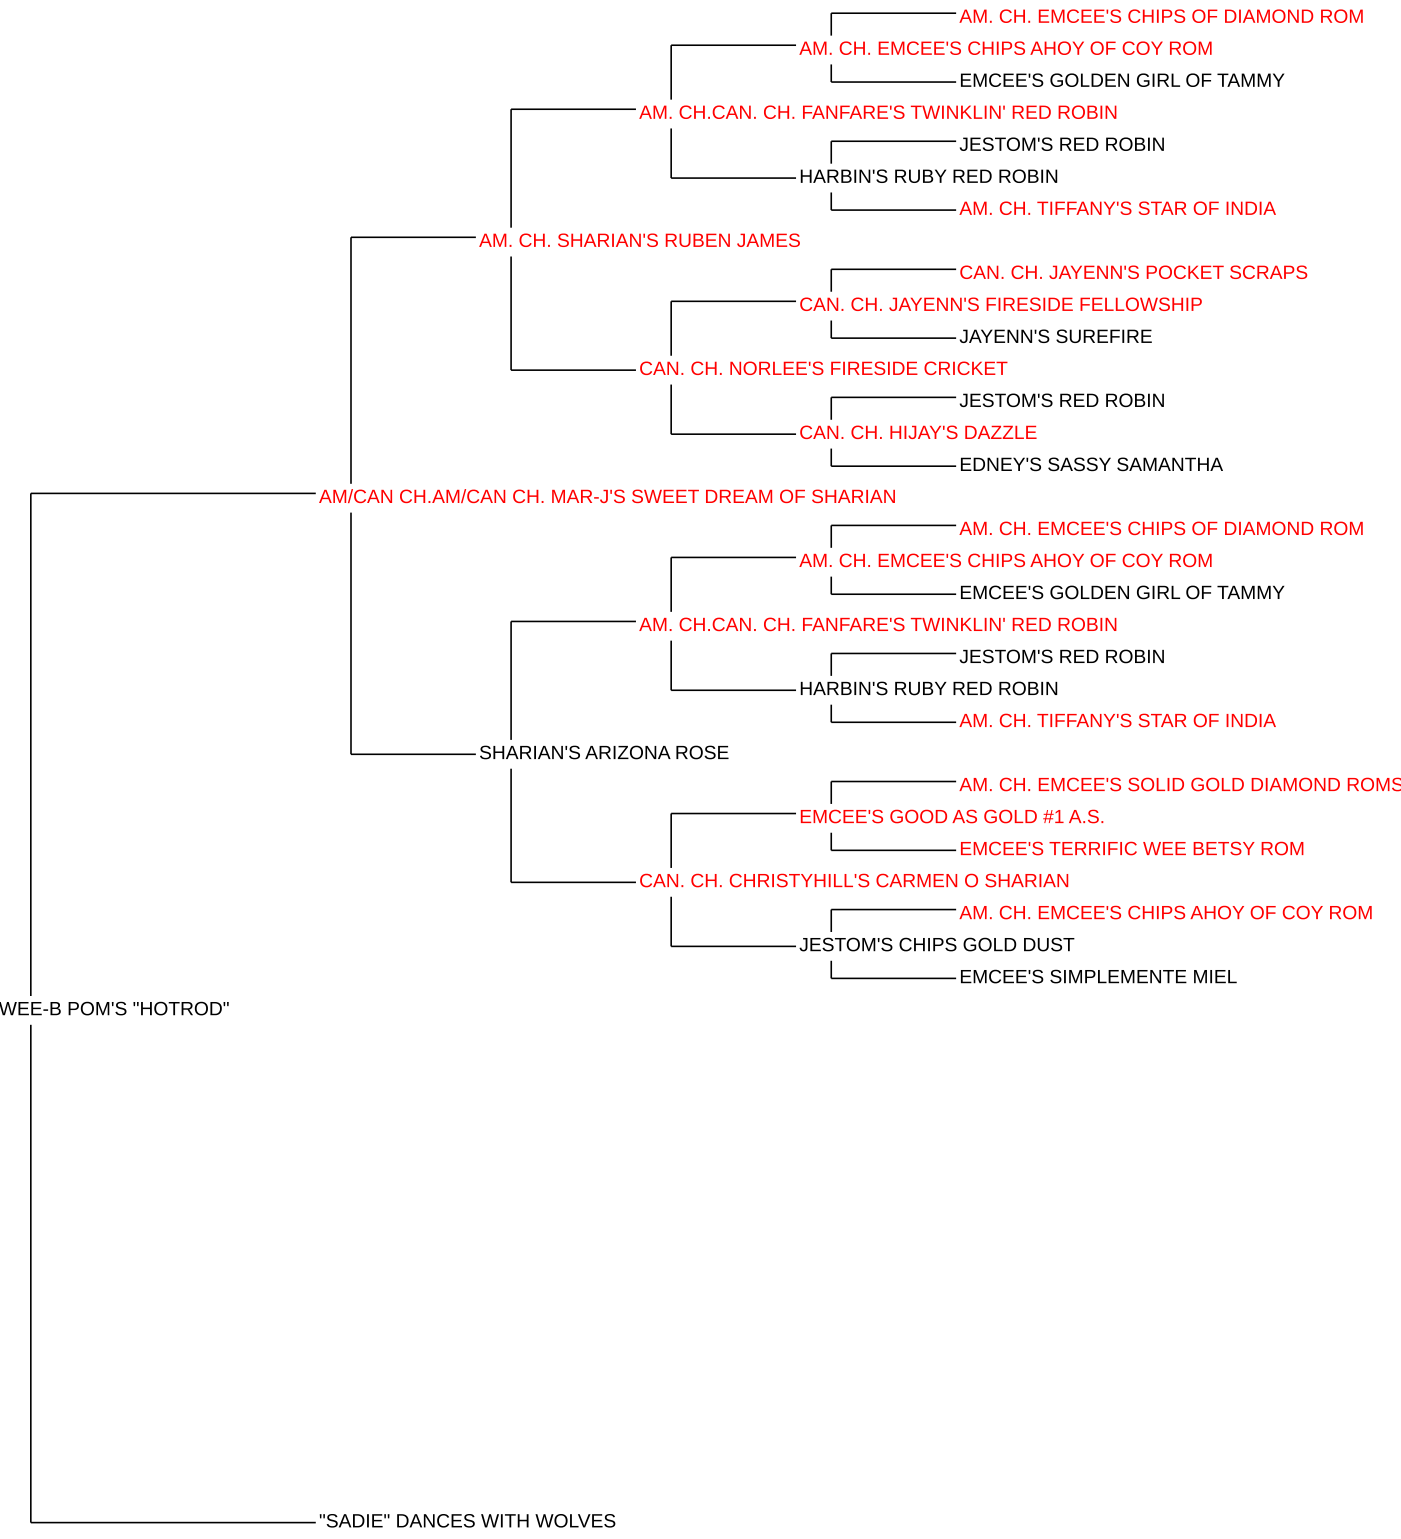 AM. CH. EMCEE'S CHIPS OF DIAMOND ROM
AM. CH. EMCEE'S CHIPS AHOY OF COY ROM
EMCEE'S GOLDEN GIRL OF TAMMY
AM. CH.CAN. CH. FANFARE'S TWINKLIN' RED ROBIN
JESTOM'S RED ROBIN
HARBIN'S RUBY RED ROBIN
AM. CH. TIFFANY'S STAR OF INDIA
AM. CH. SHARIAN'S RUBEN JAMES
CAN. CH. JAYENN'S POCKET SCRAPS
CAN. CH. JAYENN'S FIRESIDE FELLOWSHIP
JAYENN'S SUREFIRE
CAN. CH. NORLEE'S FIRESIDE CRICKET
JESTOM'S RED ROBIN
CAN. CH. HIJAY'S DAZZLE
EDNEY'S SASSY SAMANTHA
AM/CAN CH.AM/CAN CH. MAR-J'S SWEET DREAM OF SHARIAN
AM. CH. EMCEE'S CHIPS OF DIAMOND ROM
AM. CH. EMCEE'S CHIPS AHOY OF COY ROM
EMCEE'S GOLDEN GIRL OF TAMMY
AM. CH.CAN. CH. FANFARE'S TWINKLIN' RED ROBIN
JESTOM'S RED ROBIN
HARBIN'S RUBY RED ROBIN
AM. CH. TIFFANY'S STAR OF INDIA
SHARIAN'S ARIZONA ROSE
AM. CH. EMCEE'S SOLID GOLD DIAMOND ROMS
EMCEE'S GOOD AS GOLD #1 A.S.
EMCEE'S TERRIFIC WEE BETSY ROM
CAN. CH. CHRISTYHILL'S CARMEN O SHARIAN
AM. CH. EMCEE'S CHIPS AHOY OF COY ROM
JESTOM'S CHIPS GOLD DUST
EMCEE'S SIMPLEMENTE MIEL
WEE-B POM'S "HOTROD"
"SADIE" DANCES WITH WOLVES